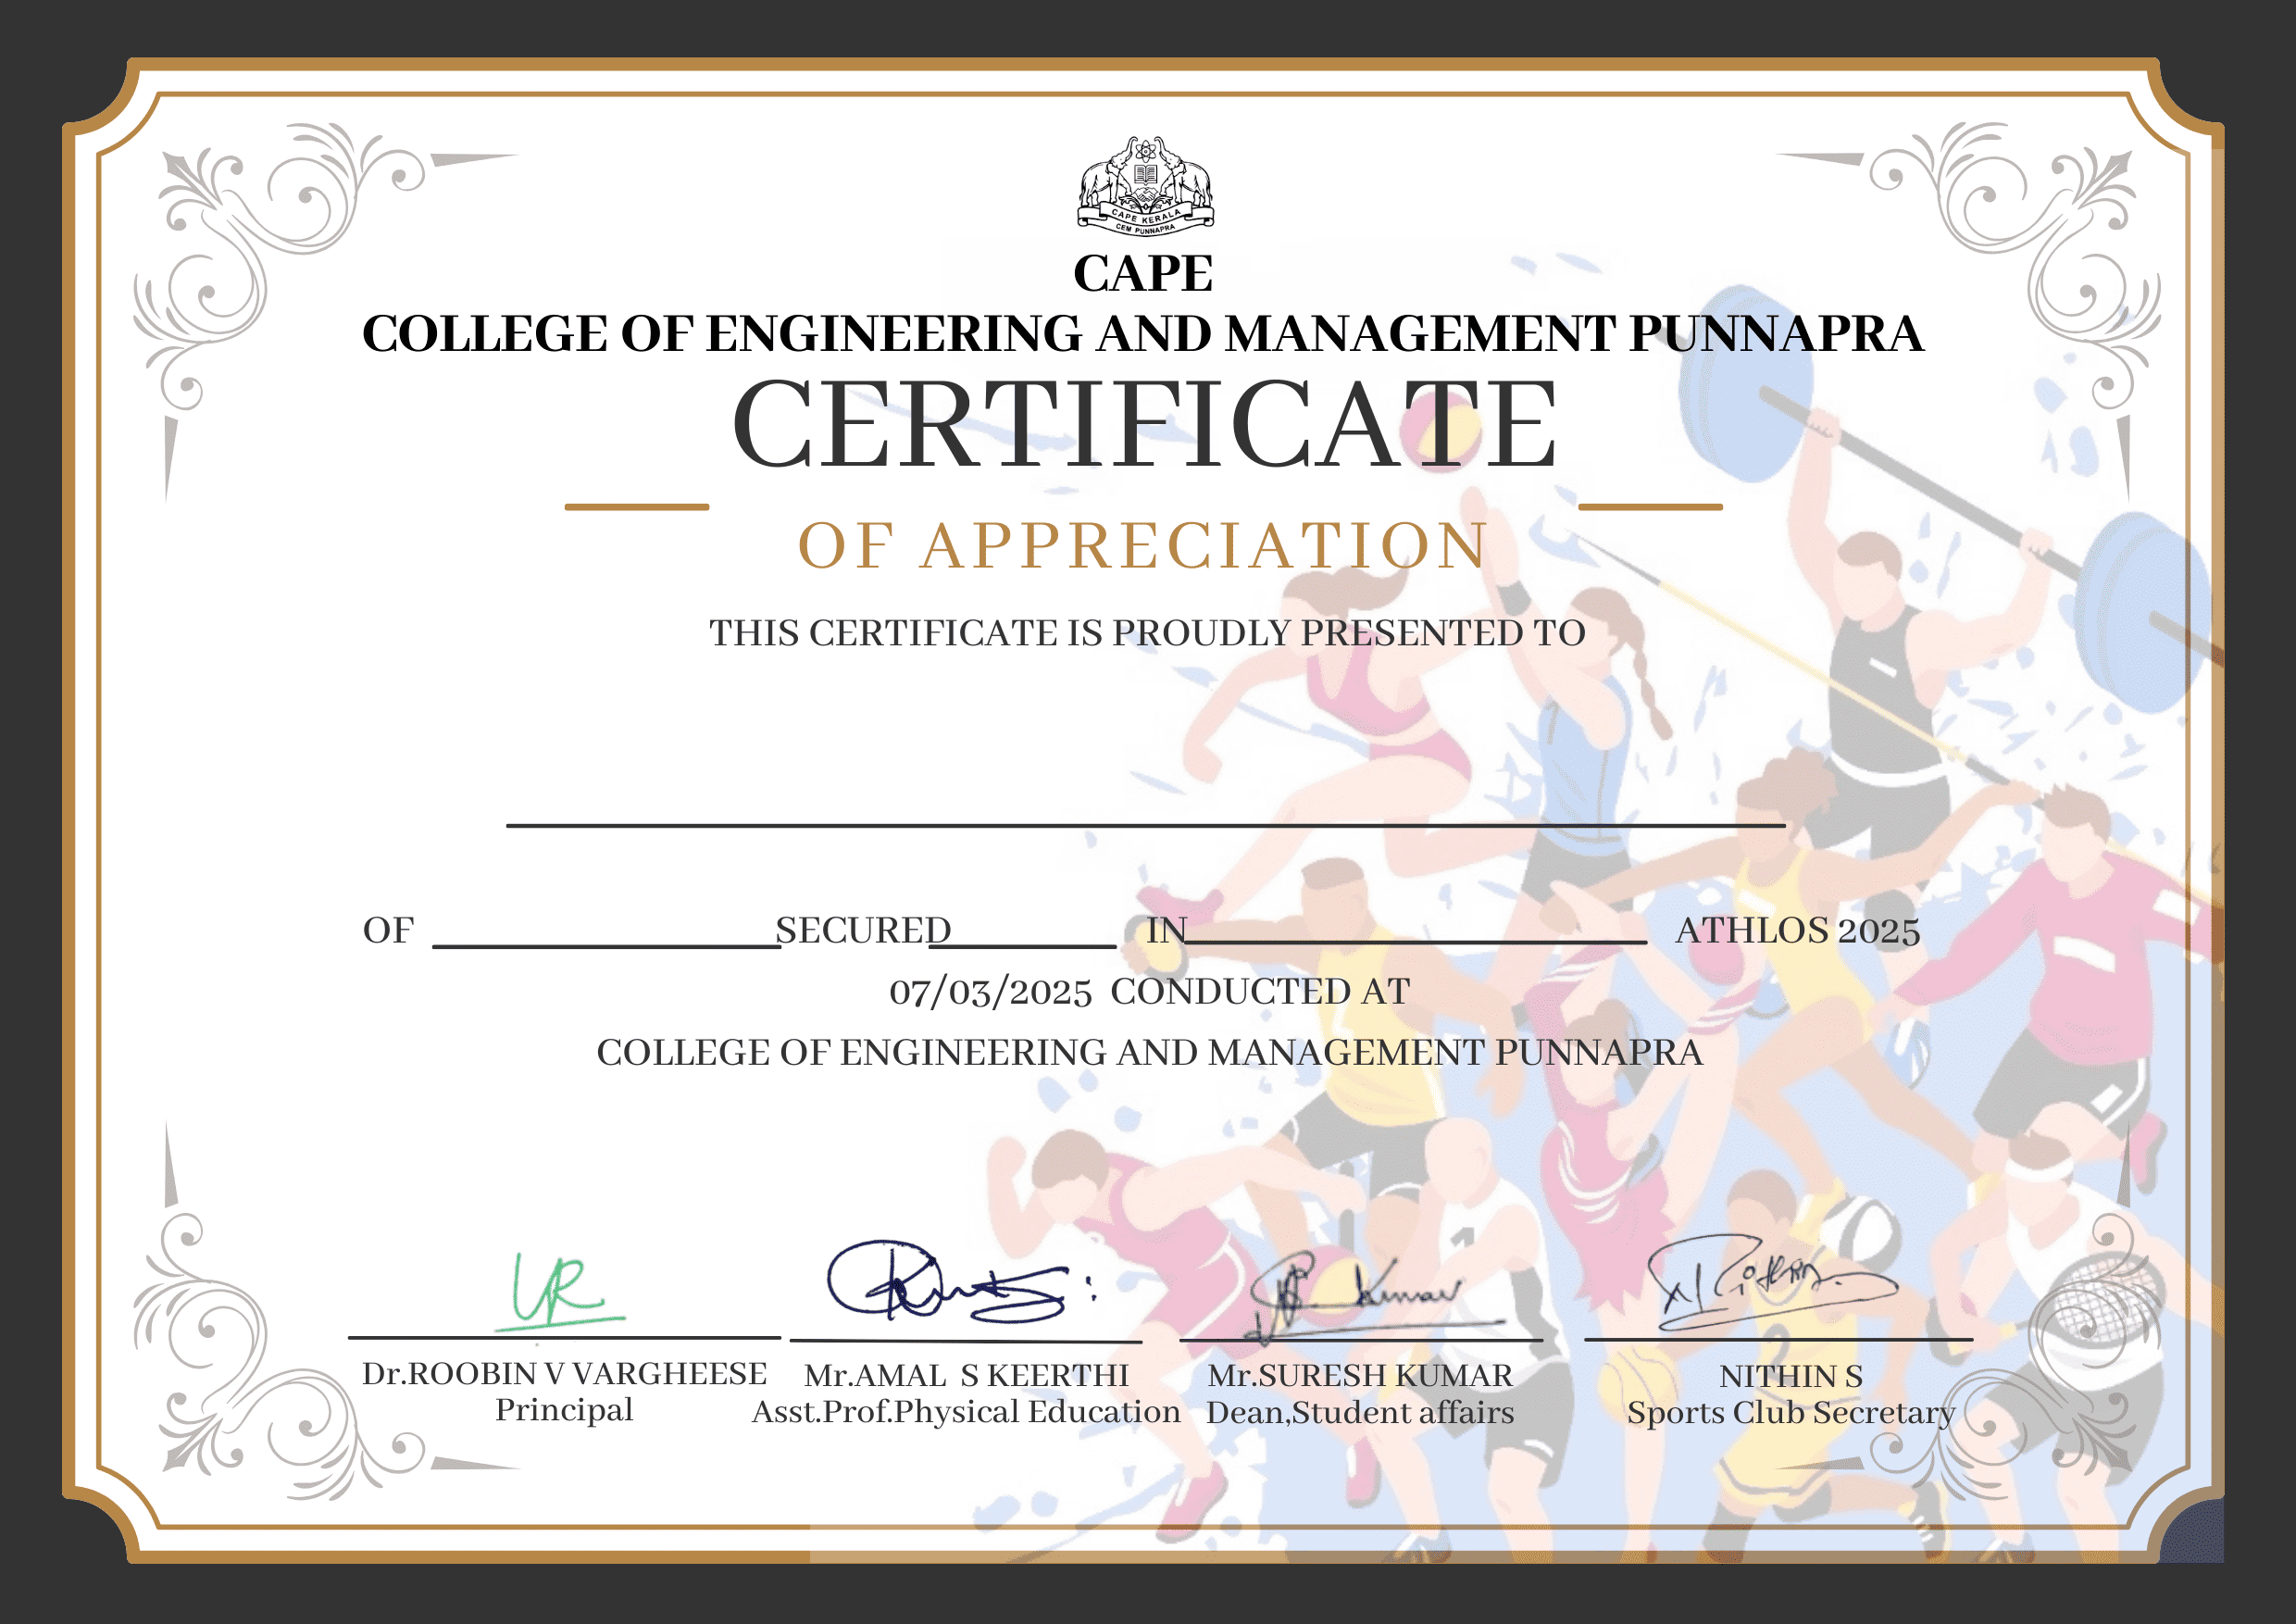 CAPE KERALA
CEM PUNNAPRA
CAPE
COLLEGE OF ENGINEERING AND MANAGEMENT PUNNAPRA
CERTIFICATE
OF APPRECIATION
THIS CERTIFICATE IS PROUDLY PRESENTED TO
OF SECURED IN ATHLOS 2025
07/03/2025 CONDUCTED AT
COLLEGE OF ENGINEERING AND MANAGEMENT PUNNAPRA
Dr.ROOBIN V VARGHEESE
Principal
Mr.AMAL S KEERTHI
Asst.Prof.Physical Education
Kumar
Mr.SURESH KUMAR
Dean,Student affairs
NITHIN S
Sports Club Secretary
1
2